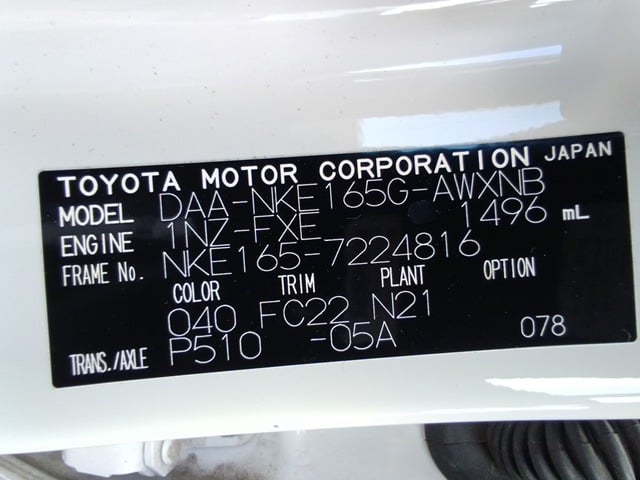 TOYOTA MOTOR CORPORATION JAPAN
MODEL DAA-NKE165G-AWXNB
ENGINE 1NZ-FXE 1496 mL
FRAME No. NKE165-7224816
COLOR TRIM PLANT OPTION
040 FC22 N21
TRANS./AXLE P510 -05A 078